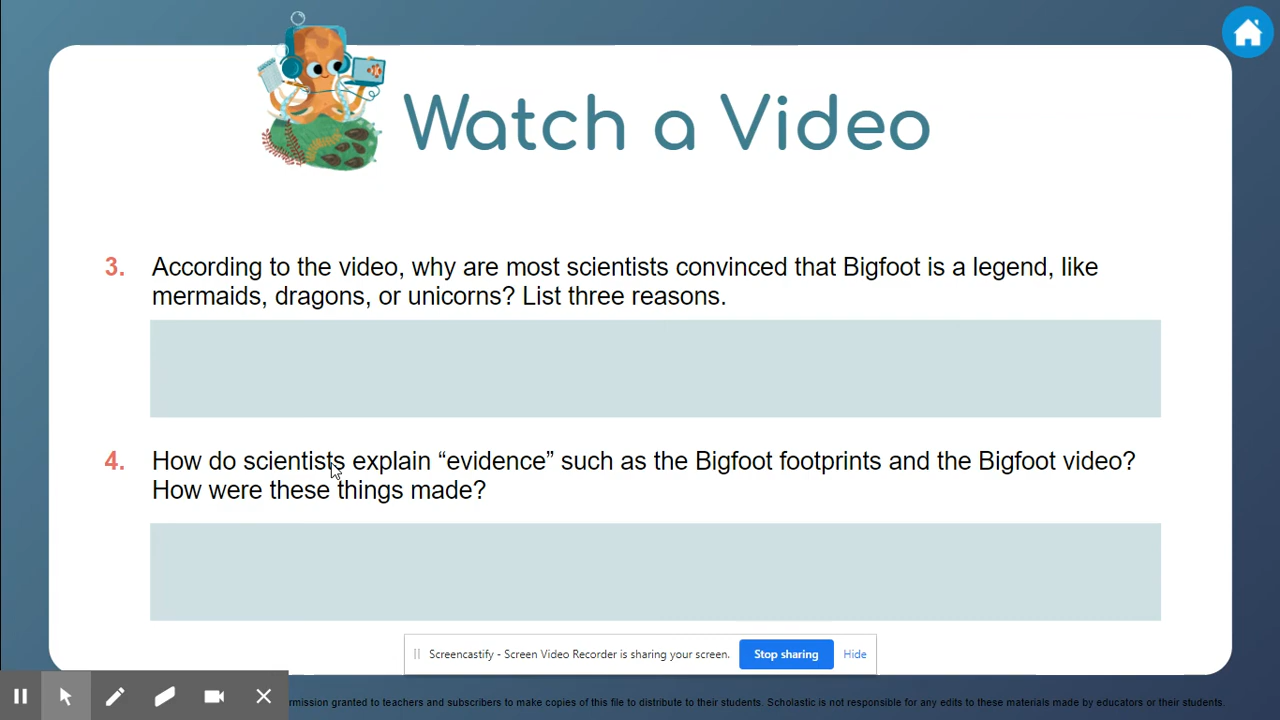 Watch a Video
3. According to the video, why are most scientists convinced that Bigfoot is a legend, like
mermaids, dragons, or unicorns? List three reasons.
4. How do scientists explain “evidence” such as the Bigfoot footprints and the Bigfoot video?
How were these things made?
Screencastify - Screen Video Recorder is sharing your screen. Stop sharing Hide
permission granted to teachers and subscribers to make copies of this file to distribute to their students. Scholastic is not responsible for any edits to these materials made by educators or their students.